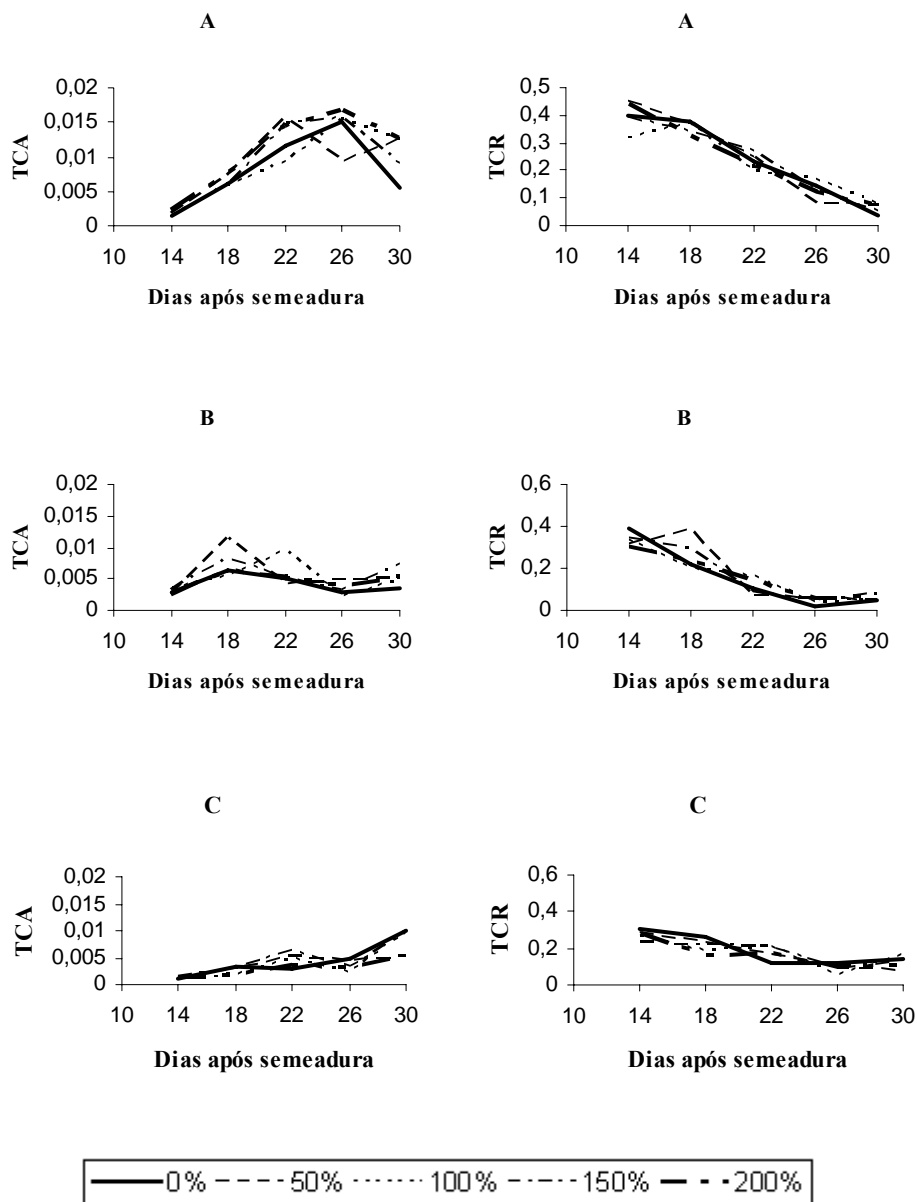 A
0,02
0,015
0,01
0,005
0
TCA
10 14 18 22 26 30
Dias após semeadura
A
0,5
0,4
0,3
0,2
0,1
0
TCR
10 14 18 22 26 30
Dias após semeadura
B
0,02
0,015
0,01
0,005
0
TCA
10 14 18 22 26 30
Dias após semeadura
B
0,6
0,4
0,2
0
TCR
10 14 18 22 26 30
Dias após semeadura
C
0,02
0,015
0,01
0,005
0
TCA
10 14 18 22 26 30
Dias após semeadura
C
0,6
0,4
0,2
0
TCR
10 14 18 22 26 30
Dias após semeadura
0% 50% 100% 150% 200%